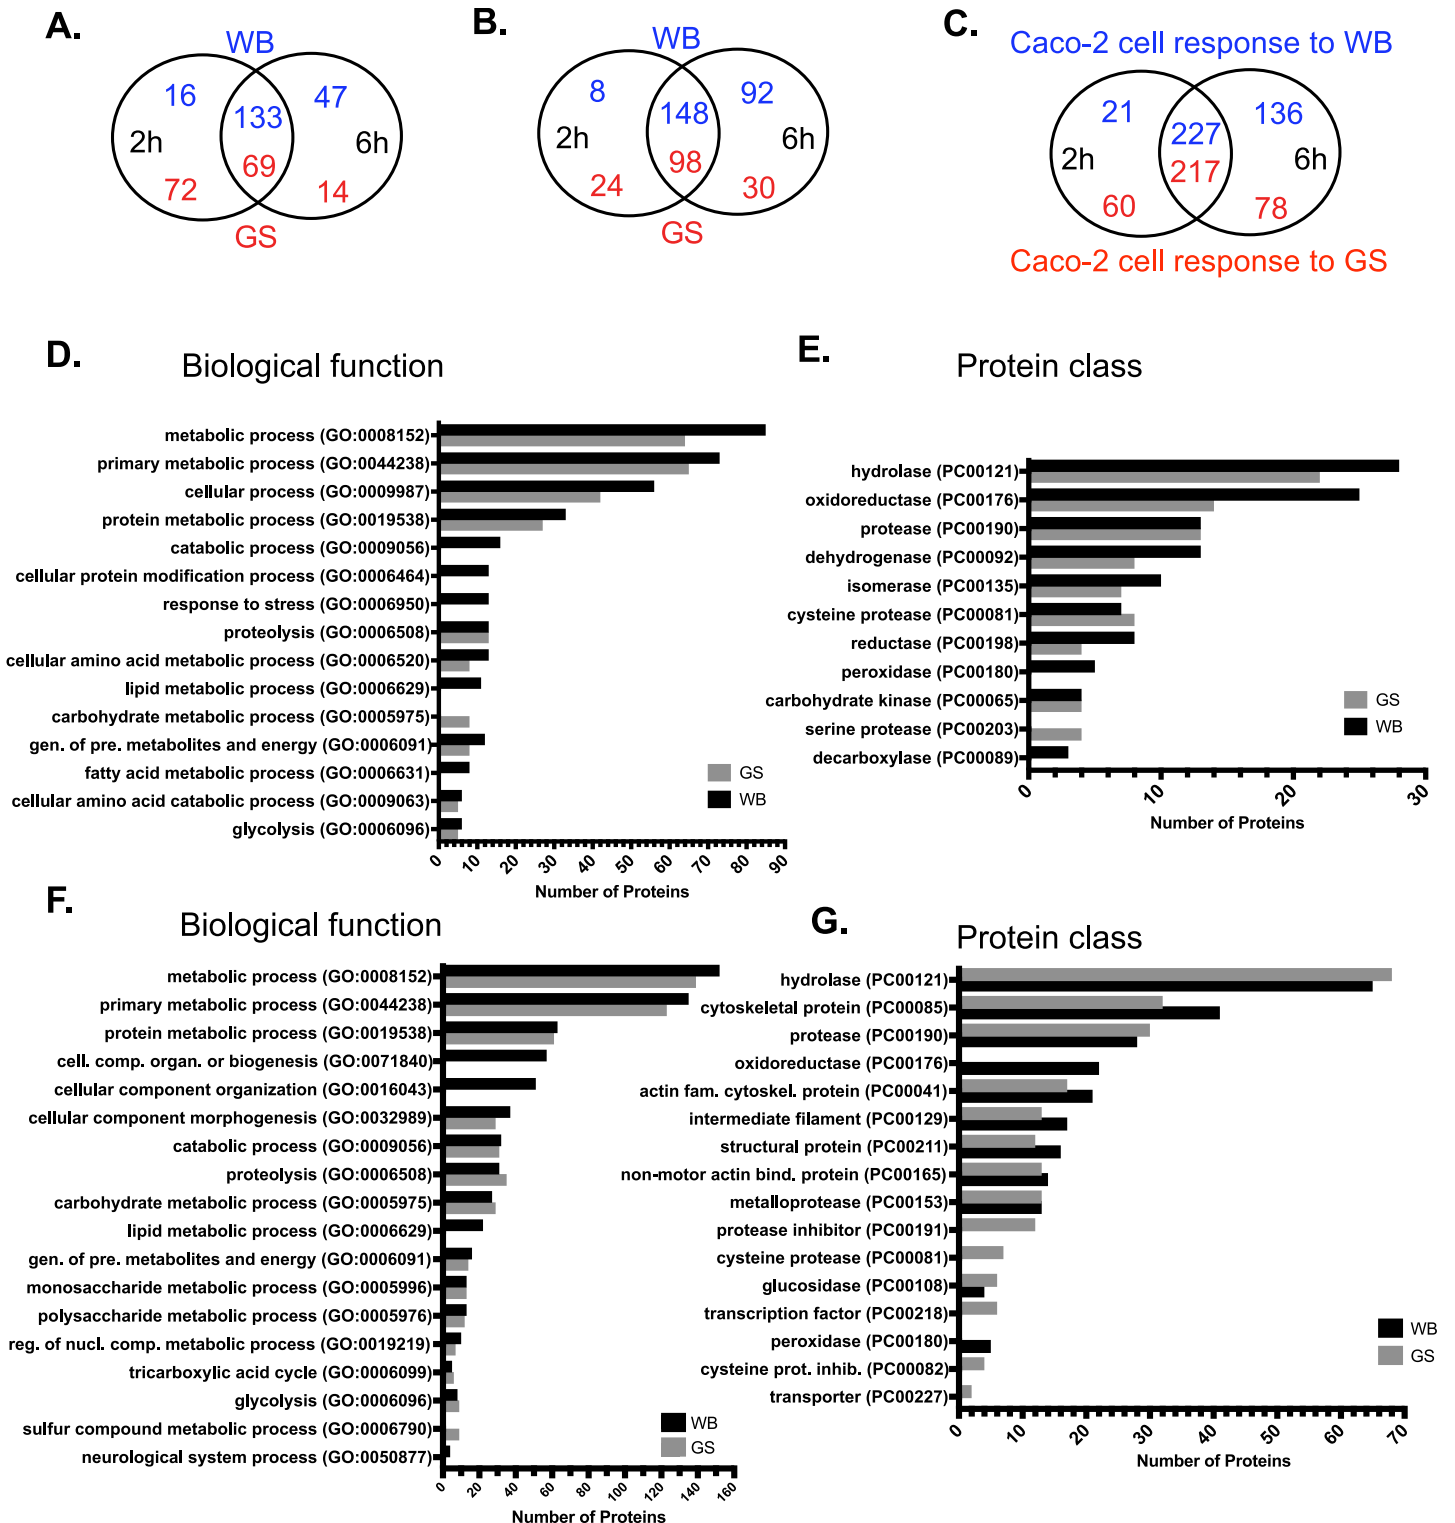 A.
WB
16
133
47
2h
6h
72
69
14
GS
B.
WB
8
148
92
2h
6h
24
98
30
GS
C.
Caco-2 cell response to WB
21
227
136
2h
6h
60
217
78
Caco-2 cell response to GS
D.
Biological function
metabolic process (GO:0008152)
primary metabolic process (GO:0044238)
cellular process (GO:0009987)
protein metabolic process (GO:0019538)
catabolic process (GO:0009056)
cellular protein modification process (GO:0006464)
response to stress (GO:0006950)
proteolysis (GO:0006508)
cellular amino acid metabolic process (GO:0006520)
lipid metabolic process (GO:0006629)
carbohydrate metabolic process (GO:0005975)
gen. of pre. metabolites and energy (GO:0006091)
fatty acid metabolic process (GO:0006631)
cellular amino acid catabolic process (GO:0009063)
glycolysis (GO:0006096)
GS
WB
0 10 20 30 40 50 60 70 80 90
Number of Proteins
E.
Protein class
hydrolase (PC00121)
oxidoreductase (PC00176)
protease (PC00190)
dehydrogenase (PC00092)
isomerase (PC00135)
cysteine protease (PC00081)
reductase (PC00198)
peroxidase (PC00180)
carbohydrate kinase (PC00065)
serine protease (PC00203)
decarboxylase (PC00089)
GS
WB
0 10 20 30
Number of Proteins
F.
Biological function
metabolic process (GO:0008152)
primary metabolic process (GO:0044238)
protein metabolic process (GO:0019538)
cell. comp. organ. or biogenesis (GO:0071840)
cellular component organization (GO:0016043)
cellular component morphogenesis (GO:0032989)
catabolic process (GO:0009056)
proteolysis (GO:0006508)
carbohydrate metabolic process (GO:0005975)
lipid metabolic process (GO:0006629)
gen. of pre. metabolites and energy (GO:0006091)
monosaccharide metabolic process (GO:0005996)
polysaccharide metabolic process (GO:0005976)
reg. of nucl. comp. metabolic process (GO:0019219)
tricarboxylic acid cycle (GO:0006099)
glycolysis (GO:0006096)
sulfur compound metabolic process (GO:0006790)
neurological system process (GO:0050877)
WB
GS
0 20 40 60 80 100 120 140 160
Number of Proteins
G.
Protein class
hydrolase (PC00121)
cytoskeletal protein (PC00085)
protease (PC00190)
oxidoreductase (PC00176)
actin fam. cytoskel. protein (PC00041)
intermediate filament (PC00129)
structural protein (PC00211)
non-motor actin bind. protein (PC00165)
metalloprotease (PC00153)
protease inhibitor (PC00191)
cysteine protease (PC00081)
glucosidase (PC00108)
transcription factor (PC00218)
peroxidase (PC00180)
cysteine prot. inhib. (PC00082)
transporter (PC00227)
WB
GS
0 10 20 30 40 50 60 70
Number of Proteins